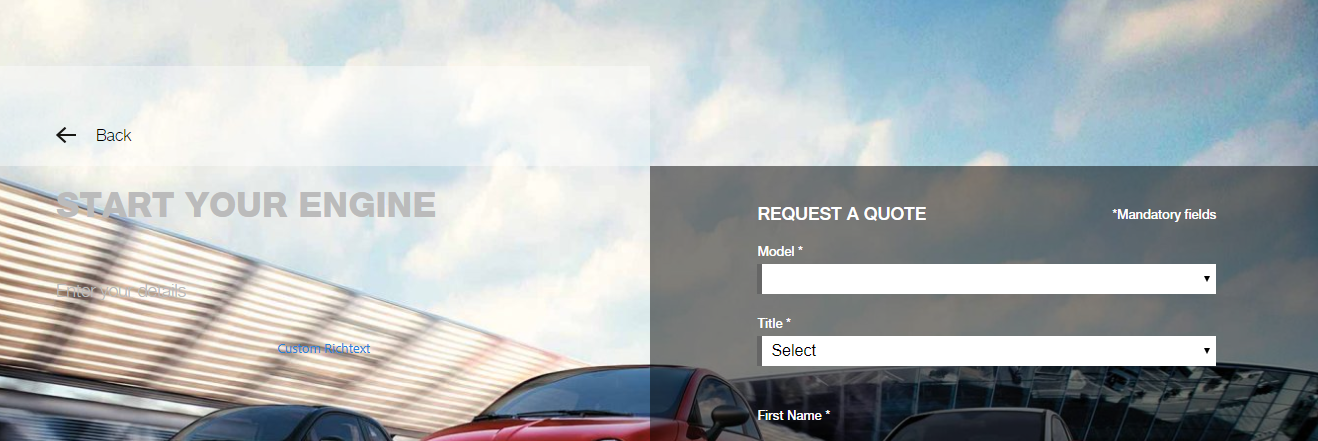 Back
START YOUR ENGINE
Enter your details
Custom Richtext
REQUEST A QUOTE
*Mandatory fields
Model *
Title *
Select
First Name *